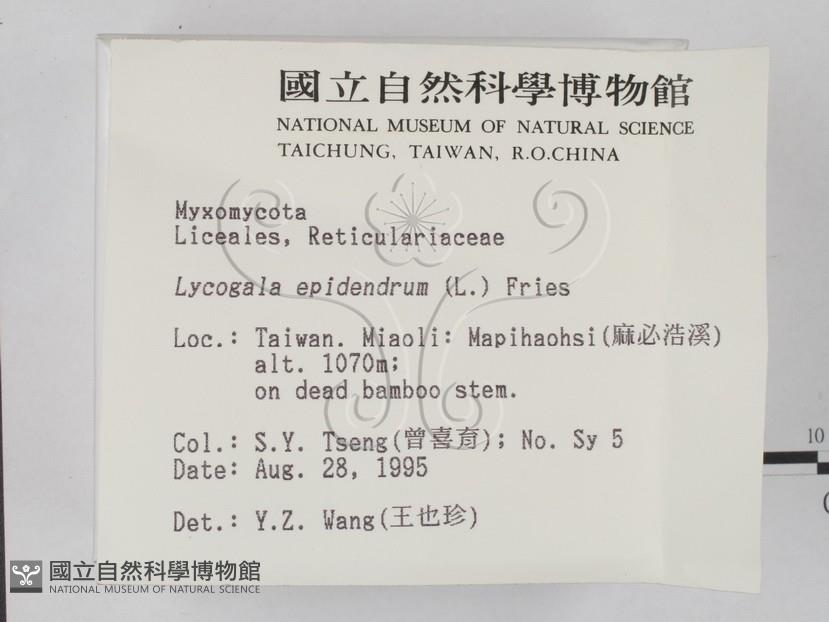 國立自然科學博物館
NATIONAL MUSEUM OF NATURAL SCIENCE
TAICHUNG, TAIWAN, R.O.CHINA
Myxomycota
Liceales, Reticulariaceae
Lycogala epidendrum (L.) Fries
Loc.: Taiwan. Miaoli: Mapihaohsi(麻必浩溪)
alt. 1070m;
on dead bamboo stem.
Col.: S.Y. Tseng(曾喜育); No. Sy 5
Date: Aug. 28, 1995
Det.: Y.Z. Wang(王也珍)
10
國立自然科學博物館
NATIONAL MUSEUM OF NATURAL SCIENCE